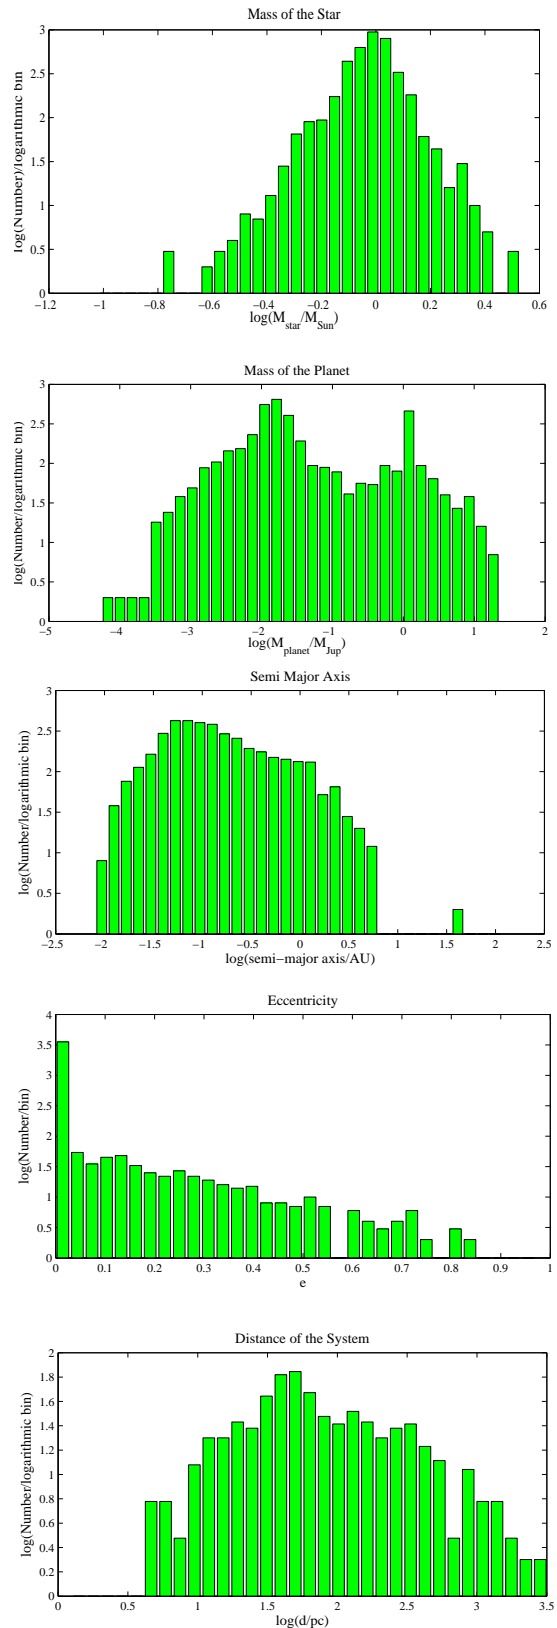 Mass of the Star
log(Number)/logarithmic bin
3
2.5
2
1.5
1
0.5
0
−1.2 −1 −0.8 −0.6 −0.4 −0.2 0 0.2 0.4 0.6
log(M_star/M_Sun)
Mass of the Planet
log(Number/logarithmic bin)
3
2.5
2
1.5
1
0.5
0
−5 −4 −3 −2 −1 0 1 2
log(M_planet/M_Jup)
Semi Major Axis
log(Number/logarithmic bin)
3
2.5
2
1.5
1
0.5
0
−2.5 −2 −1.5 −1 −0.5 0 0.5 1 1.5 2 2.5
log(semi−major axis/AU)
Eccentricity
log(Number/bin)
4
3.5
3
2.5
2
1.5
1
0.5
0
0 0.1 0.2 0.3 0.4 0.5 0.6 0.7 0.8 0.9 1
e
Distance of the System
log(Number/logarithmic bin)
2
1.8
1.6
1.4
1.2
1
0.8
0.6
0.4
0.2
0
0 0.5 1 1.5 2 2.5 3 3.5
log(d/pc)